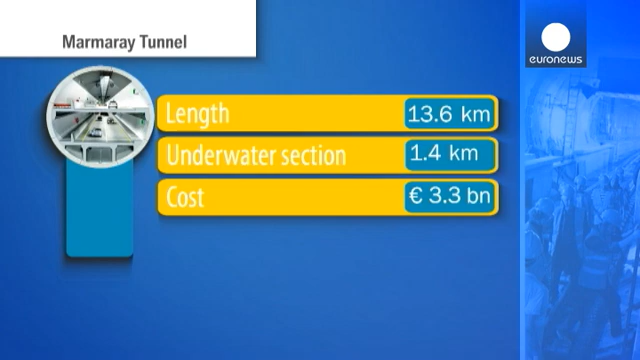 Marmaray Tunnel
euronews
Length 13.6 km
Underwater section 1.4 km
Cost € 3.3 bn